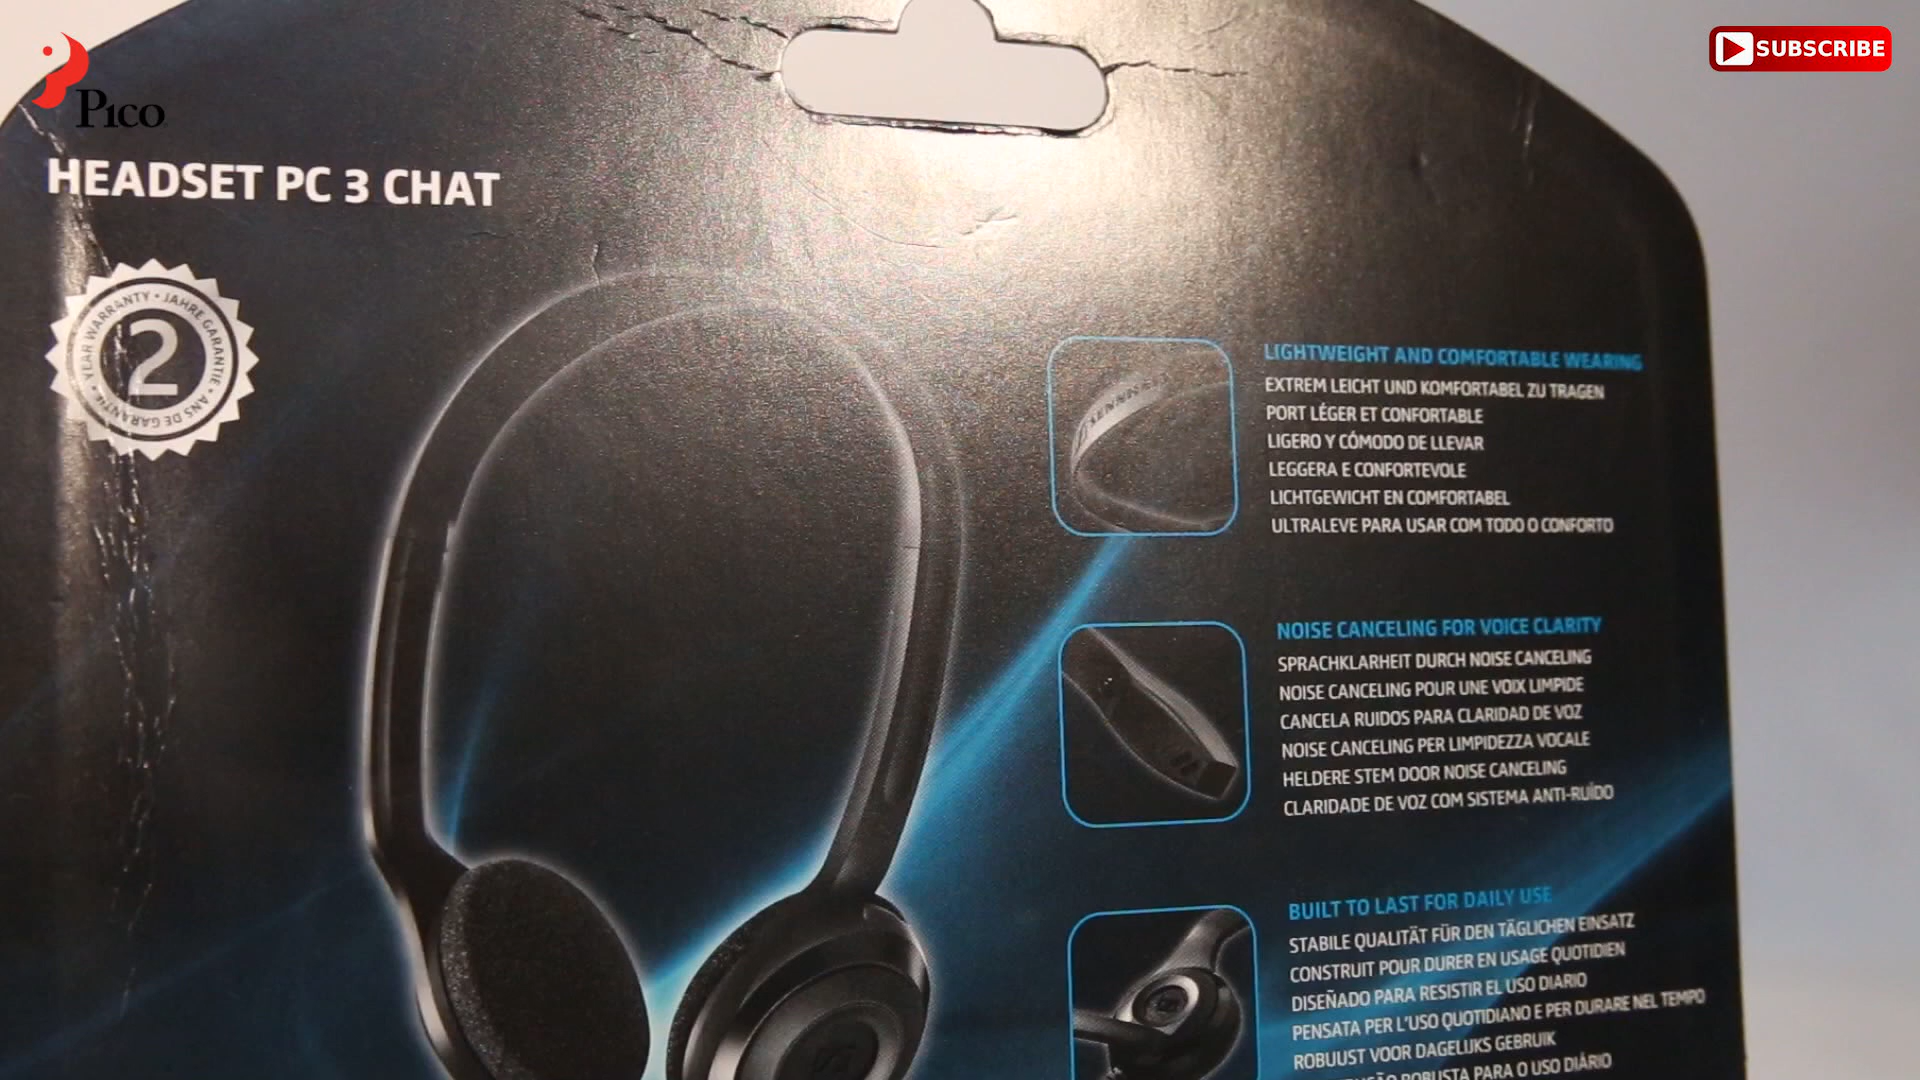 Pico
SUBSCRIBE
HEADSET PC 3 CHAT
2
YEAR WARRANTY • JAHRE GARANTIE • ANS DE GARANTIE •
LIGHTWEIGHT AND COMFORTABLE WEARING
EXTREM LEICHT UND KOMFORTABEL ZU TRAGEN
PORT LÉGER ET CONFORTABLE
LIGERO Y CÓMODO DE LLEVAR
LEGGERA E CONFORTEVOLE
LICHTGEWICHT EN COMFORTABEL
ULTRALEVE PARA USAR COM TODO O CONFORTO
NOISE CANCELING FOR VOICE CLARITY
SPRACHKLARHEIT DURCH NOISE CANCELING
NOISE CANCELING POUR UNE VOIX LIMPIDE
CANCELA RUIDOS PARA CLARIDAD DE VOZ
NOISE CANCELING PER LIMPIDEZZA VOCALE
HELDERE STEM DOOR NOISE CANCELING
CLARIDADE DE VOZ COM SISTEMA ANTI-RUÍDO
BUILT TO LAST FOR DAILY USE
STABILE QUALITÄT FÜR DEN TÄGLICHEN EINSATZ
CONSTRUIT POUR DURER EN USAGE QUOTIDIEN
DISEÑADO PARA RESISTIR EL USO DIARIO
PENSATA PER L'USO QUOTIDIANO E PER DURARE NEL TEMPO
ROBUUST VOOR DAGELIJKS GEBRUIK
ROBUSTA PARA O USO DIÁRIO